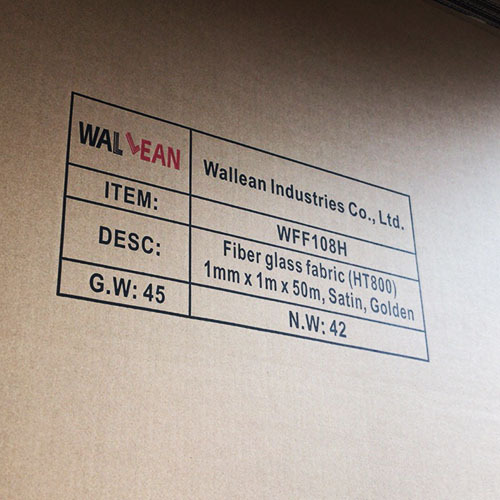 WALLEAN
Wallean Industries Co., Ltd.
ITEM:
WFF108H
DESC:
Fiber glass fabric (HT800)
1mm x 1m x 50m, Satin, Golden
G.W: 45
N.W: 42